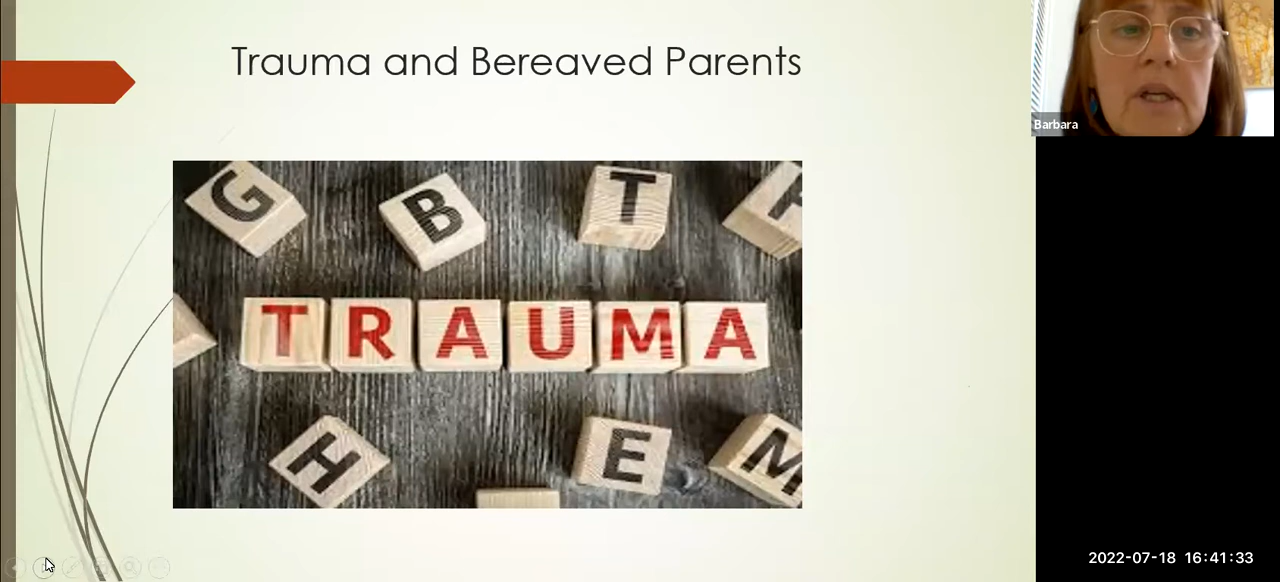 Trauma and Bereaved Parents
Barbara
G B T
TRAUMA
H E M
2022-07-18 16:41:33